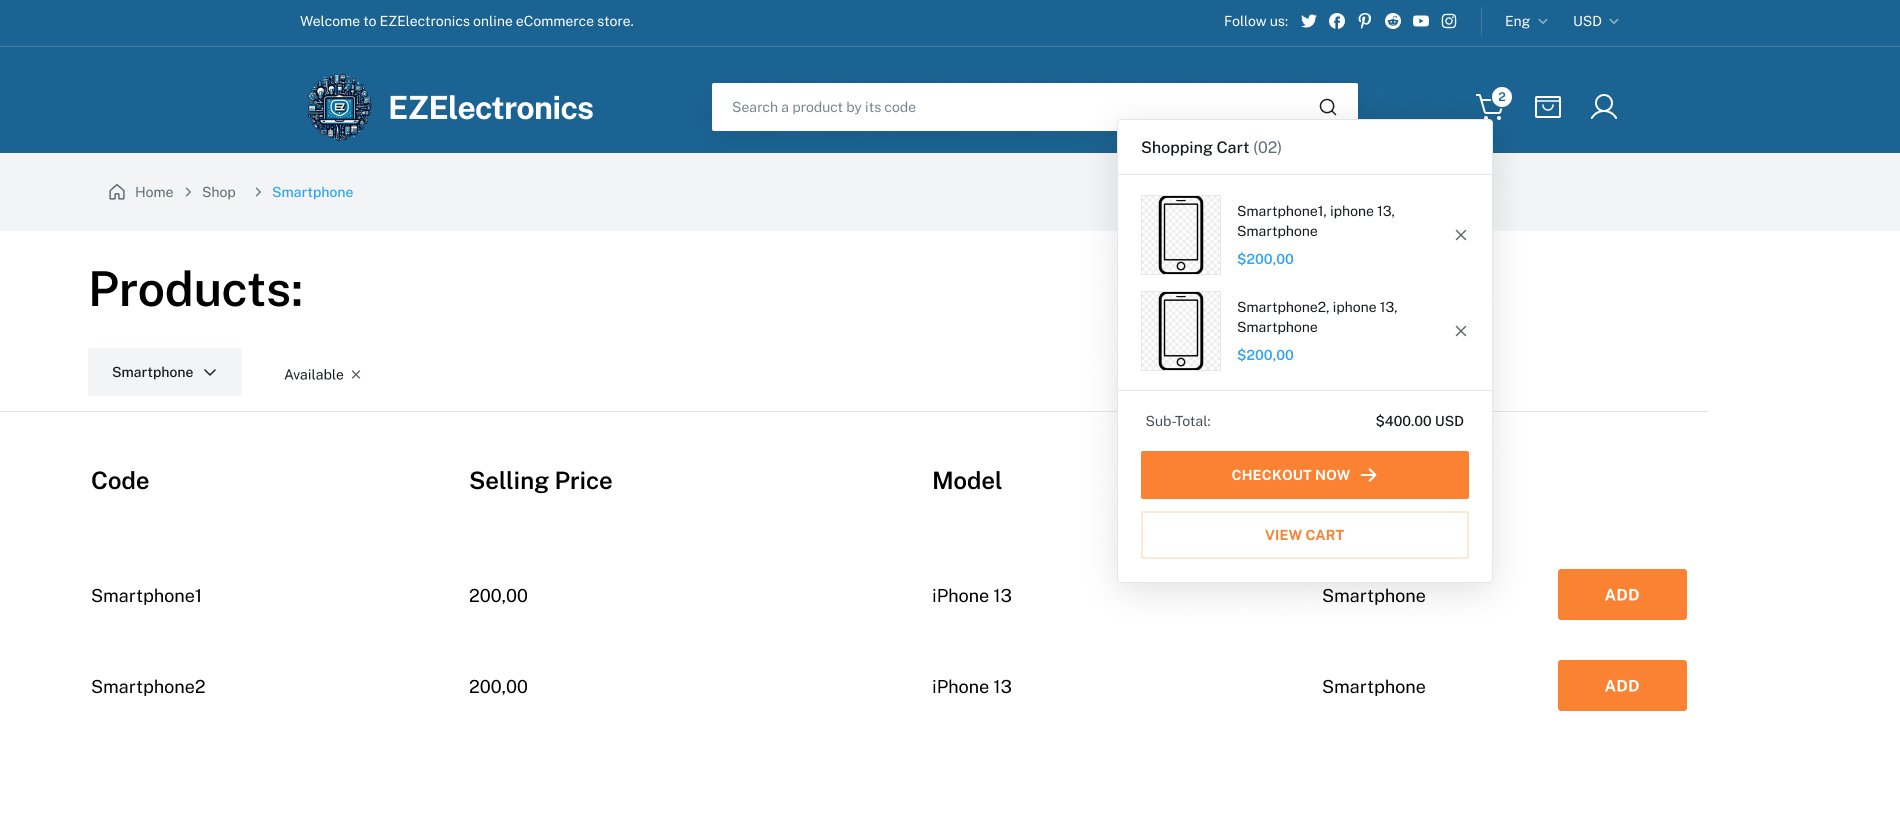 Welcome to EZElectronics online eCommerce store.
Follow us:
Eng
USD
EZ
EZElectronics
Search a product by its code
2
Shopping Cart (02)
Home
Shop
Smartphone
Smartphone1, iphone 13,
Smartphone
$200,00
Products:
Smartphone2, iphone 13,
Smartphone
$200,00
Smartphone
Available
Sub-Total:
$400.00 USD
CHECKOUT NOW
VIEW CART
Code
Selling Price
Model
Smartphone1
200,00
iPhone 13
Smartphone
ADD
Smartphone2
200,00
iPhone 13
Smartphone
ADD